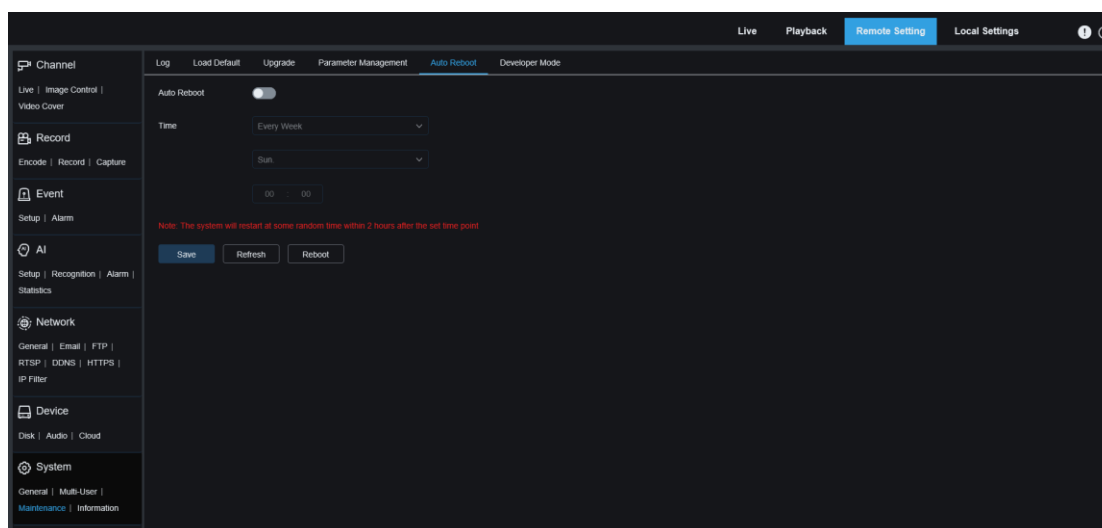 Live Playback Remote Setting Local Settings
Channel
Live | Image Control |
Video Cover
Record
Encode | Record | Capture
Event
Setup | Alarm
AI
Setup | Recognition | Alarm |
Statistics
Network
General | Email | FTP |
RTSP | DDNS | HTTPS |
IP Filter
Device
Disk | Audio | Cloud
System
General | Multi-User |
Maintenance | Information
Log Load Default Upgrade Parameter Management Auto Reboot Developer Mode
Auto Reboot
Time Every Week
Sun.
00 : 00
Note: The system will restart at some random time within 2 hours after the set time point
Save Refresh Reboot